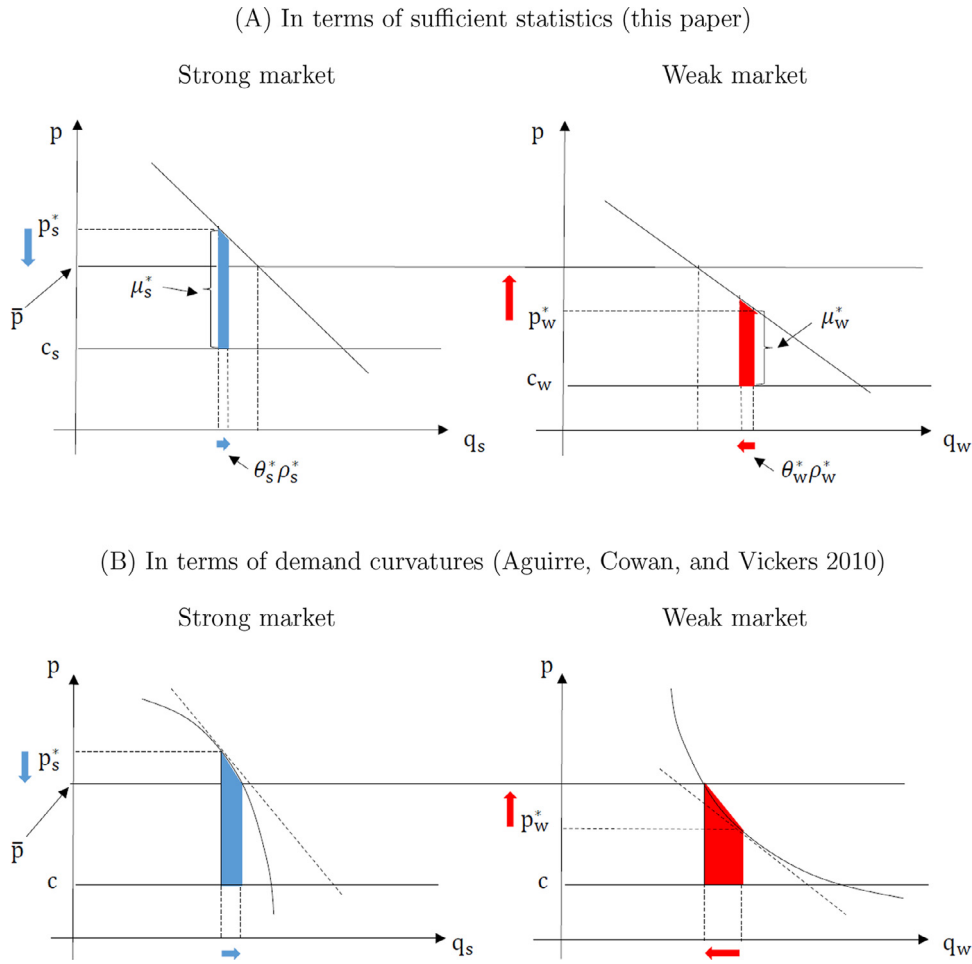 (A) In terms of sufficient statistics (this paper)
Strong market
Weak market
p
p
p*s
μ*s
p̄
cs
p*w
μ*w
cw
qs
qw
θ*sρ*s
θ*wρ*w
(B) In terms of demand curvatures (Aguirre, Cowan, and Vickers 2010)
Strong market
Weak market
p
p
p*s
p̄
c
p*w
c
qs
qw